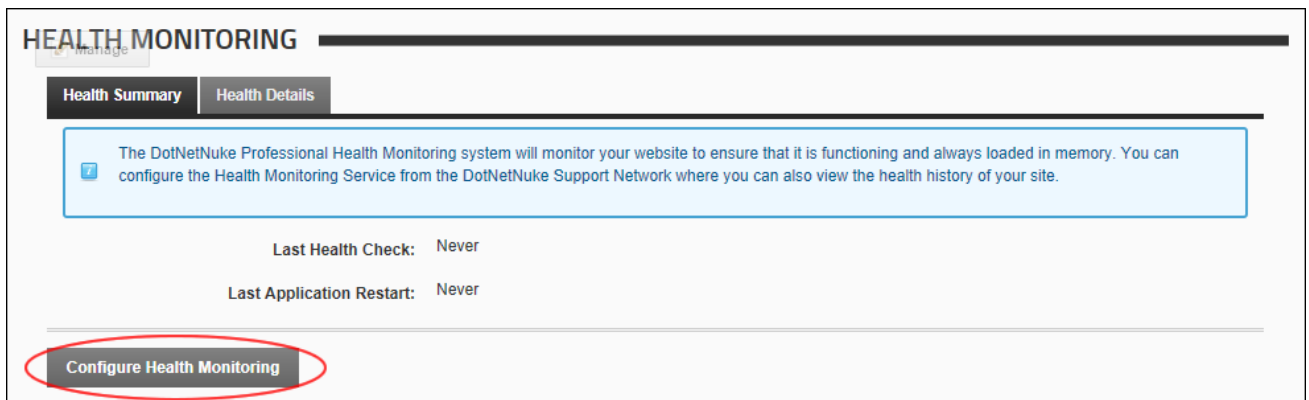 HEALTH MONITORING
Manage
Health Summary
Health Details
The DotNetNuke Professional Health Monitoring system will monitor your website to ensure that it is functioning and always loaded in memory. You can
configure the Health Monitoring Service from the DotNetNuke Support Network where you can also view the health history of your site.
Last Health Check: Never
Last Application Restart: Never
Configure Health Monitoring